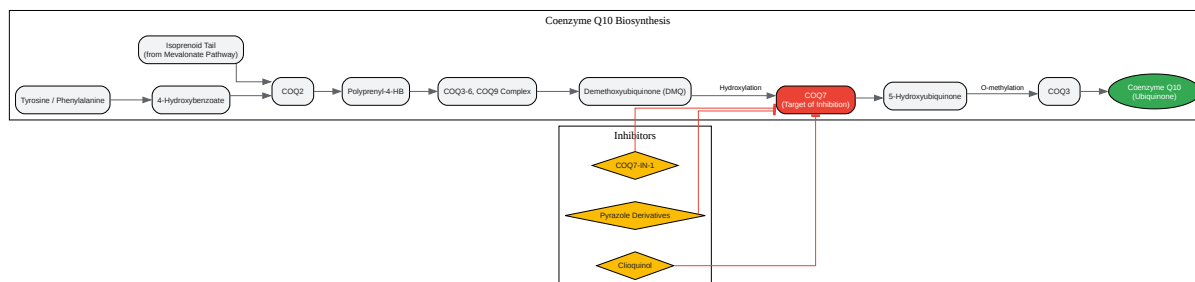 Coenzyme Q10 Biosynthesis
Isoprenoid Tail
(from Mevalonate Pathway)
Tyrosine / Phenylalanine
4-Hydroxybenzoate
COQ2
Polyprenyl-4-HB
COQ3-6, COQ9 Complex
Demethoxyubiquinone (DMQ)
Hydroxylation
COQ7
(Target of Inhibition)
5-Hydroxyubiquinone
O-methylation
COQ3
Coenzyme Q10
(Ubiquinone)
Inhibitors
COQ7-IN-1
Pyrazole Derivatives
Clioquinol